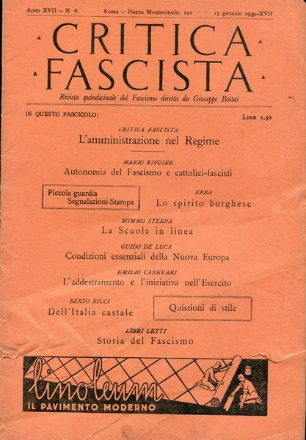 Anno XVII - N. 6.
Roma - Piazza Montecitorio, 121
15 gennaio 1939-XVII
CRITICA
FASCISTA
Rivista quindicinale del Fascismo diretta da Giuseppe Bottai
IN QUESTO FASCICOLO:
LIRE 1,50
CRITICA FASCISTA
L'amministrazione nel Regime
MARIO RIVOIRE
Autonomia del Fascismo e cattolici-fascisti
Piccola guardia
Segnalazioni-Stampa
ERRA
Lo spirito borghese
MIMMO STERPA
La Scuola in linea
GUIDO DE LUCA
Condizioni essenziali della Nuova Europa
EMILIO CANEVARI
L'addestramento e l'iniziativa nell'Esercito
BERTO RICCI
Dell'Italia castale
Quistioni di stile
LIBRI LETTI
Storia del Fascismo
linoleum
IL PAVIMENTO MODERNO